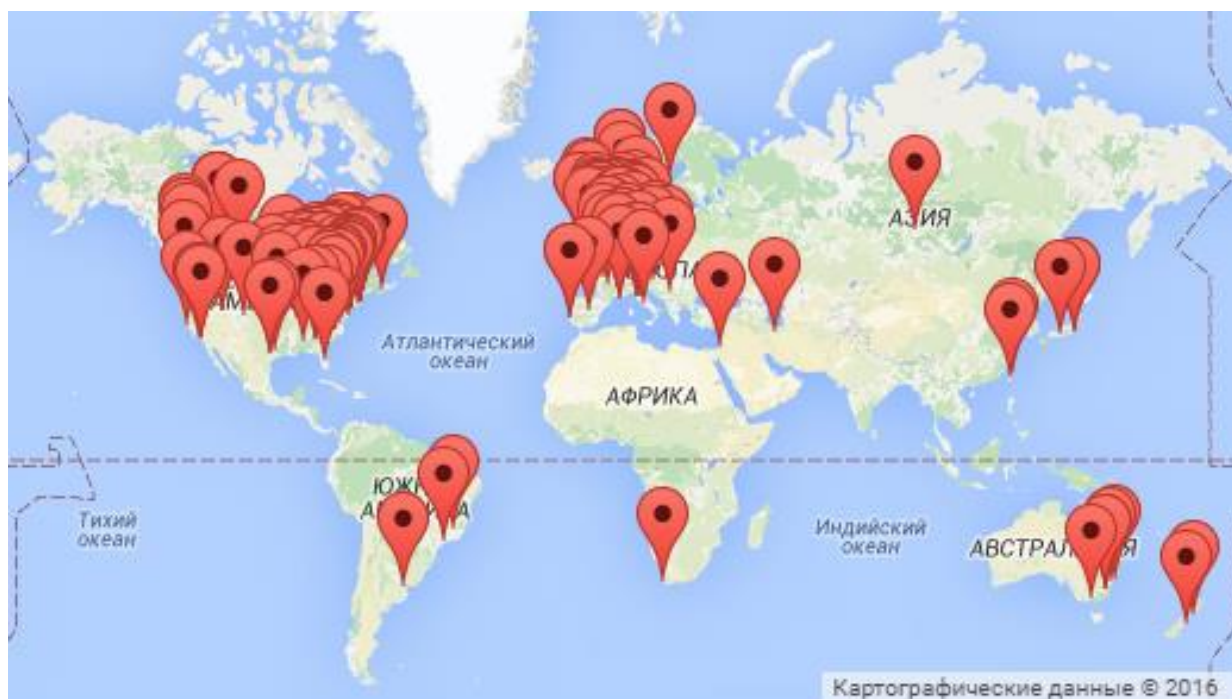 АЗИЯ
Атлантический
океан
АФРИКА
Тихий
океан
Индийский
океан
Картографические данные © 2016